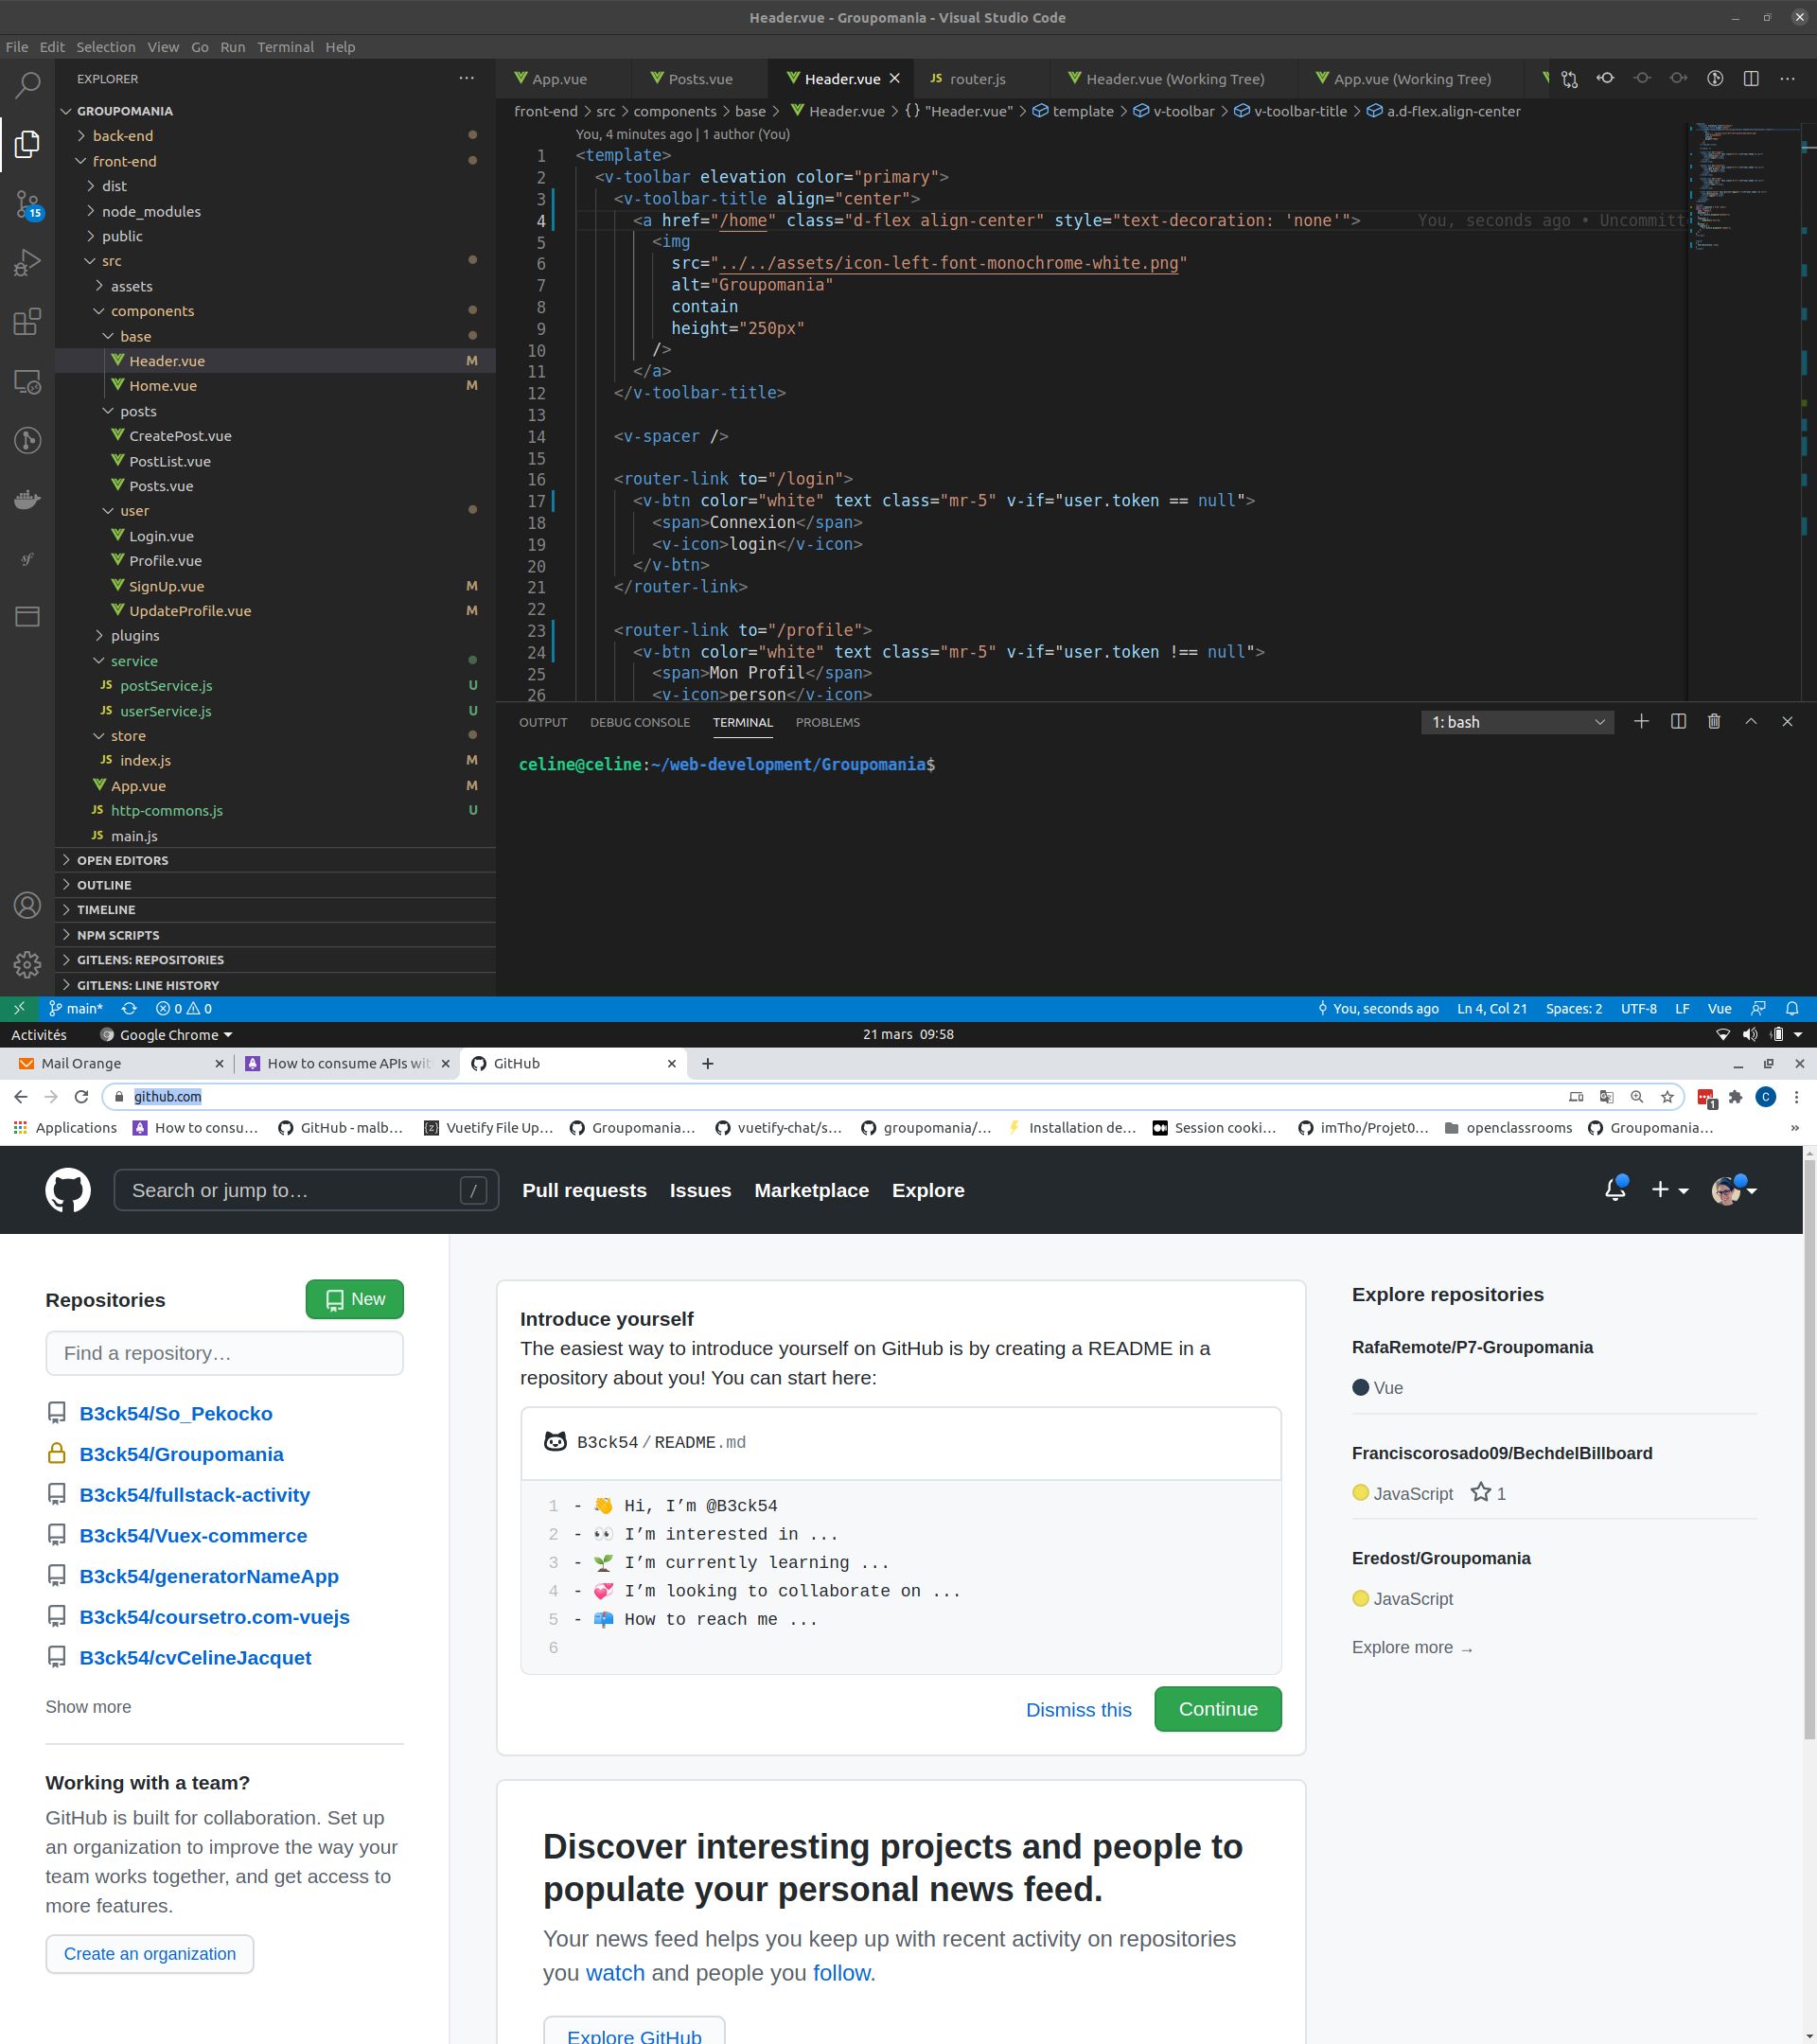 Header.vue - Groupomania - Visual Studio Code
File Edit Selection View Go Run Terminal Help
EXPLORER
GROUPOMANIA
back-end
front-end
dist
node_modules
public
src
assets
components
base
Header.vue M
Home.vue M
posts
CreatePost.vue
PostList.vue
Posts.vue
user
Login.vue
Profile.vue
SignUp.vue M
UpdateProfile.vue M
plugins
service
JS postService.js U
JS userService.js U
store
JS index.js M
App.vue M
JS http-commons.js U
JS main.js
OPEN EDITORS
OUTLINE
TIMELINE
NPM SCRIPTS
GITLENS: REPOSITORIES
GITLENS: LINE HISTORY
15
App.vue Posts.vue Header.vue JS router.js Header.vue (Working Tree) App.vue (Working Tree)
front-end > src > components > base > Header.vue > {} "Header.vue" > template > v-toolbar > v-toolbar-title > a.d-flex.align-center
You, 4 minutes ago | 1 author (You)
1 <template>
2 <v-toolbar elevation color="primary">
3 <v-toolbar-title align="center">
4 <a href="/home" class="d-flex align-center" style="text-decoration: 'none'"> You, seconds ago • Uncommitt
5 <img
6 src="../../assets/icon-left-font-monochrome-white.png"
7 alt="Groupomania"
8 contain
9 height="250px"
10 />
11 </a>
12 </v-toolbar-title>
13
14 <v-spacer />
15
16 <router-link to="/login">
17 <v-btn color="white" text class="mr-5" v-if="user.token == null">
18 <span>Connexion</span>
19 <v-icon>login</v-icon>
20 </v-btn>
21 </router-link>
22
23 <router-link to="/profile">
24 <v-btn color="white" text class="mr-5" v-if="user.token !== null">
25 <span>Mon Profil</span>
26 <v-icon>person</v-icon>
OUTPUT DEBUG CONSOLE TERMINAL PROBLEMS 1: bash
celine@celine:~/web-development/Groupomania$
main* 0 0 You, seconds ago Ln 4, Col 21 Spaces: 2 UTF-8 LF Vue
Activités Google Chrome 21 mars 09:58
Mail Orange How to consume APIs wit GitHub
github.com
Applications How to consu… GitHub - malb… Vuetify File Up… Groupomania… vuetify-chat/s… groupomania/… Installation de… Session cooki… imTho/Projet0… openclassrooms Groupomania… »
Search or jump to… / Pull requests Issues Marketplace Explore
Repositories New
Find a repository…
B3ck54/So_Pekocko
B3ck54/Groupomania
B3ck54/fullstack-activity
B3ck54/Vuex-commerce
B3ck54/generatorNameApp
B3ck54/coursetro.com-vuejs
B3ck54/cvCelineJacquet
Show more
Working with a team?
GitHub is built for collaboration. Set up
an organization to improve the way your
team works together, and get access to
more features.
Create an organization
Introduce yourself
The easiest way to introduce yourself on GitHub is by creating a README in a
repository about you! You can start here:
B3ck54/README.md
1 - 👋 Hi, I’m @B3ck54
2 - 👀 I’m interested in ...
3 - 🌱 I’m currently learning ...
4 - 💞️ I’m looking to collaborate on ...
5 - 📫 How to reach me ...
6
Dismiss this Continue
Discover interesting projects and people to
populate your personal news feed.
Your news feed helps you keep up with recent activity on repositories
you watch and people you follow.
Explore GitHub
Explore repositories
RafaRemote/P7-Groupomania
Vue
Franciscorosado09/BechdelBillboard
JavaScript 1
Eredost/Groupomania
JavaScript
Explore more →